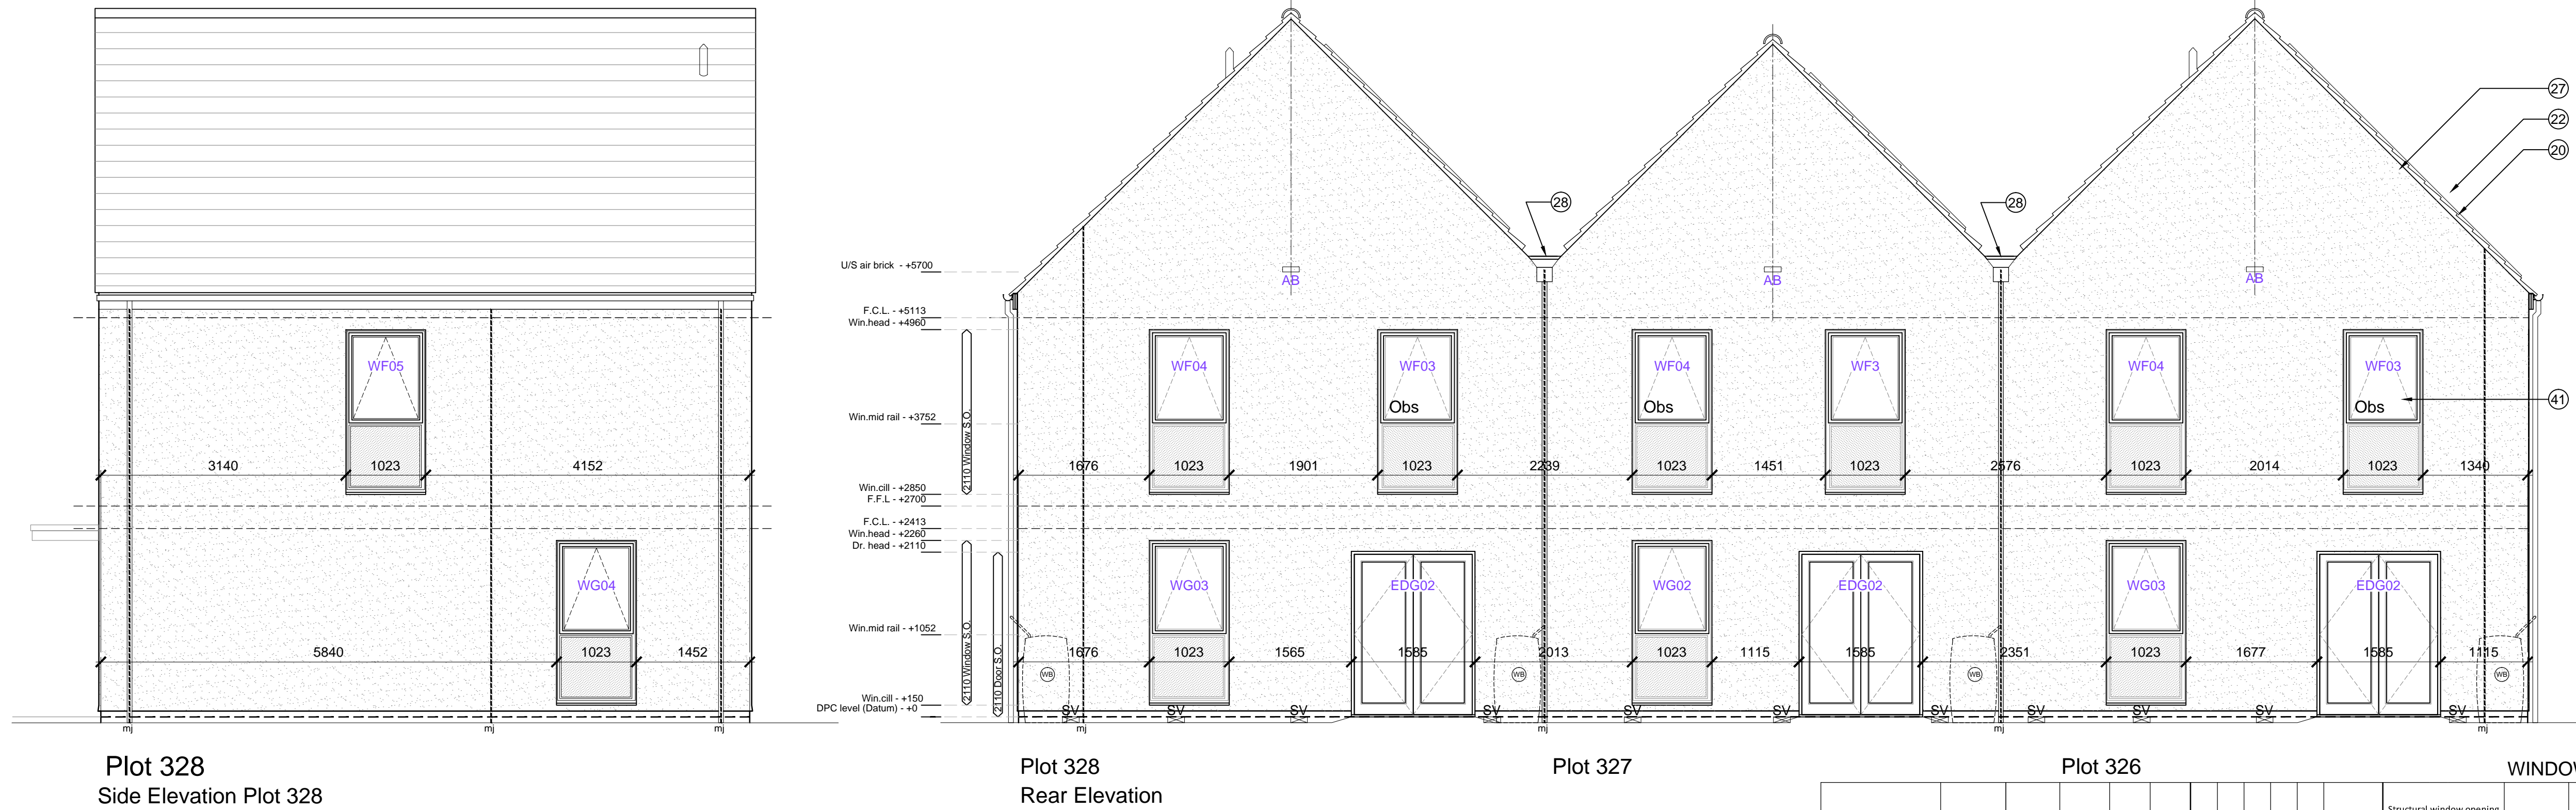 27
22
20
28
28
U/S air brick - +5700
AB
AB
AB
F.C.L. - +5113
Win.head - +4960
WF05
WF04
WF03
WF04
WF3
WF04
WF03
Obs
Obs
Obs
41
Win.mid rail - +3752
2110 Window S.O.
3140
1023
4152
1676
1023
1901
1023
2239
1023
1451
1023
2576
1023
2014
1023
1340
Win.cill - +2850
F.F.L - +2700
F.C.L. - +2413
Win.head - +2260
Dr. head - +2110
WG04
WG03
EDG02
WG02
EDG02
WG03
EDG02
Win.mid rail - +1052
2110 Window S.O.
2110 Door S.O.
5840
1023
1452
1676
1023
1565
1585
2013
1023
1115
1585
2351
1023
1677
1585
1115
WB
WB
WB
WB
Win.cill - +150
DPC level (Datum) - +0
SV
SV
SV
SV
SV
SV
SV
SV
SV
SV
SV
mj
mj
mj
mj
mj
mj
mj
Plot 328
Side Elevation Plot 328
Plot 328
Rear Elevation
Plot 327
Plot 326
WINDOW
Structural window opening